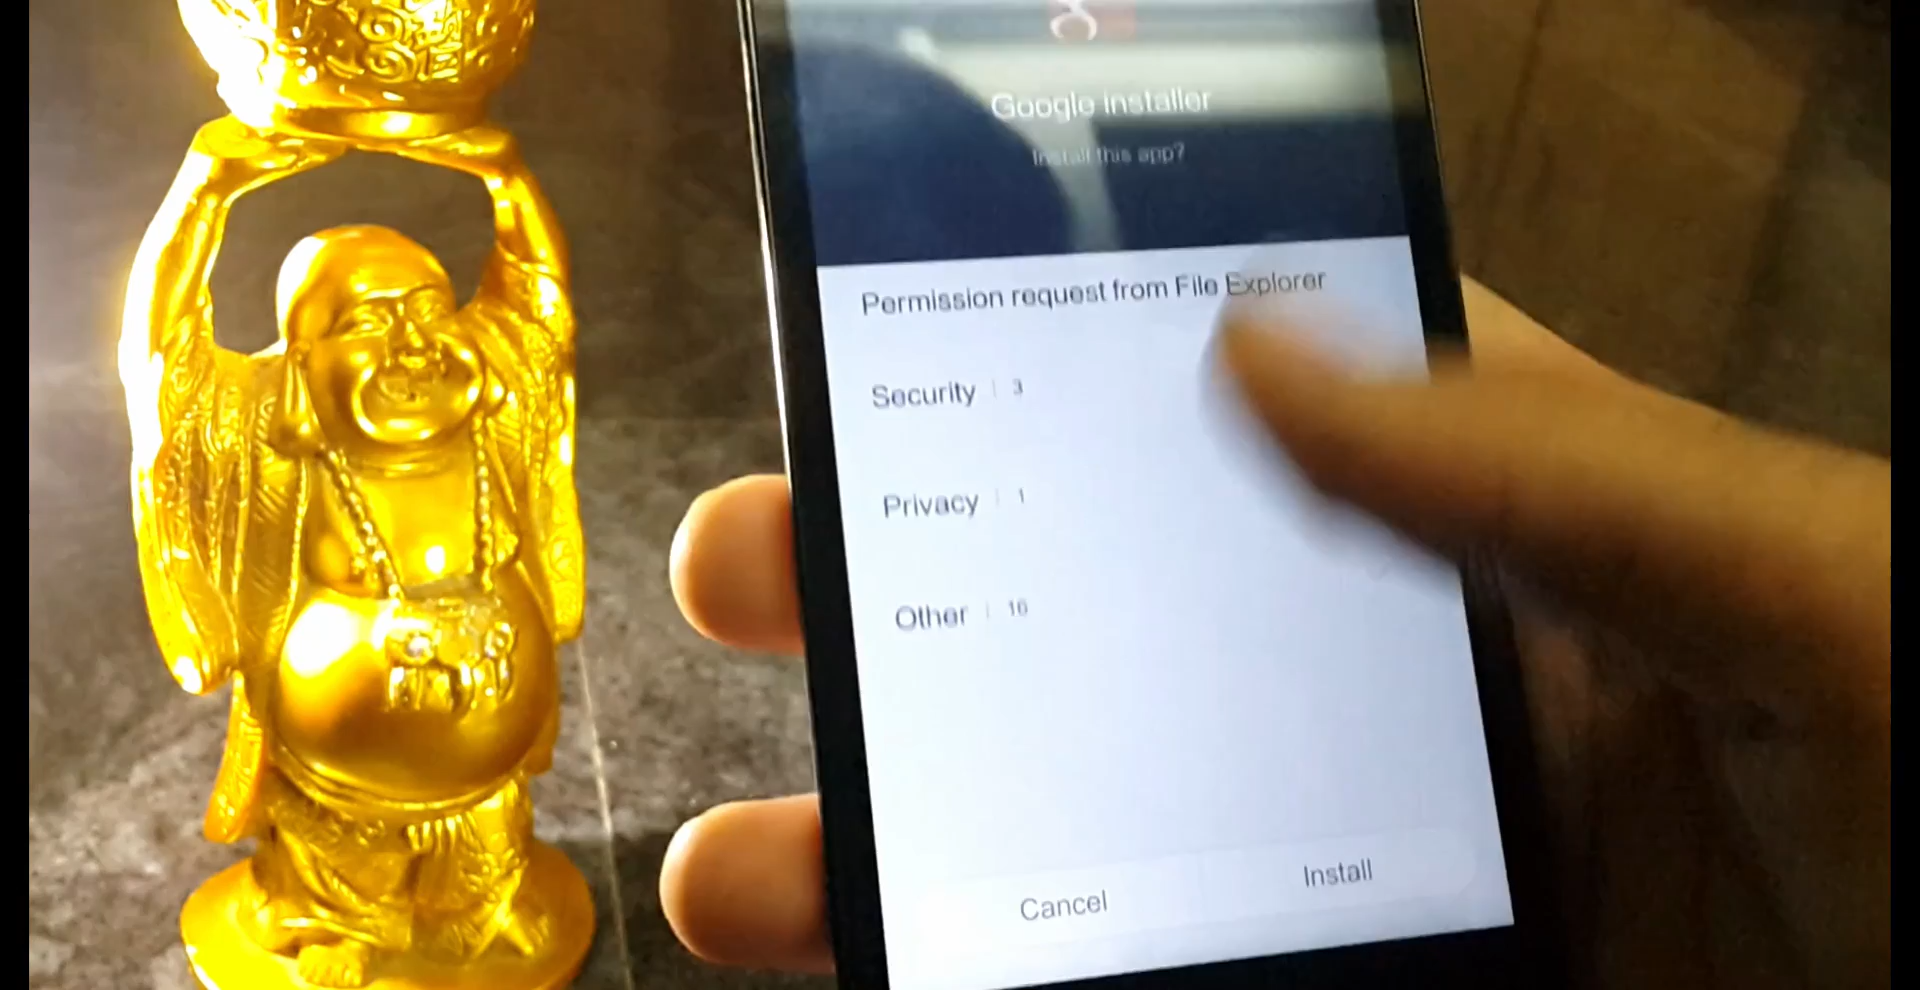 Google installer
Install this app?
Permission request from File Explorer
Security | 3
Privacy | 1
Other | 16
Cancel
Install